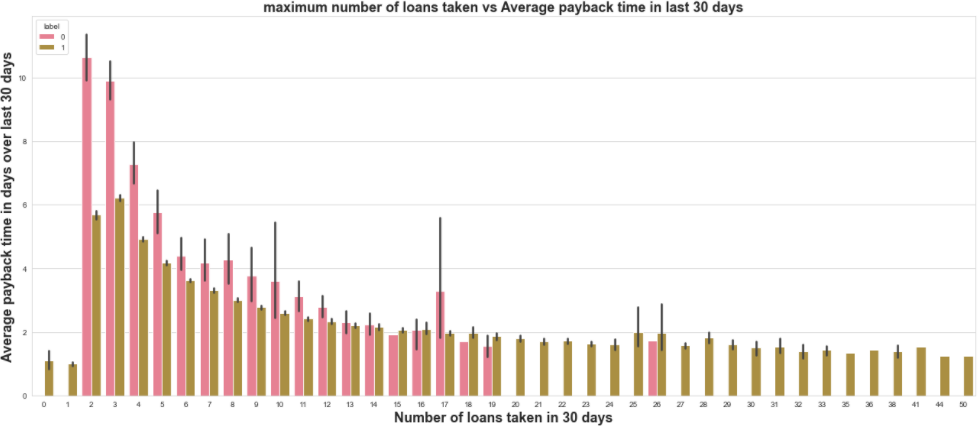 maximum number of loans taken vs Average payback time in last 30 days
label
0
1
Average payback time in days over last 30 days
10
8
6
4
2
0
0 1 2 3 4 5 6 7 8 9 10 11 12 13 14 15 16 17 18 19 20 21 22 23 24 25 26 27 28 29 30 31 32 33 35 36 38 41 44 50
Number of loans taken in 30 days